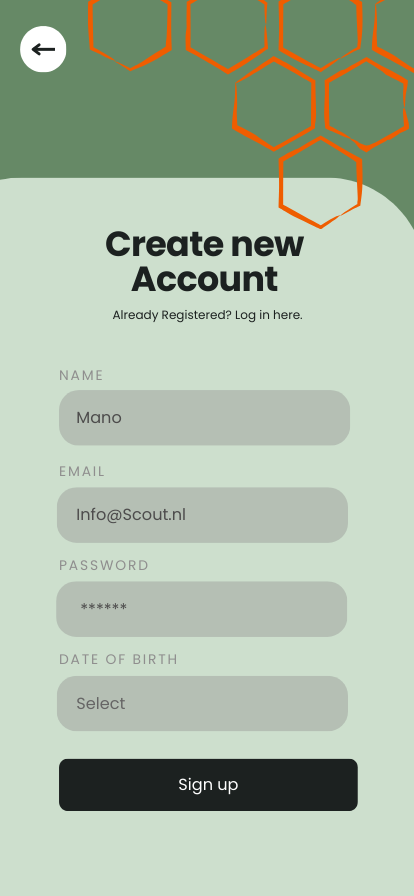 Create new
Account
Already Registered? Log in here.
NAME
Mano
EMAIL
Info@Scout.nl
PASSWORD
******
DATE OF BIRTH
Select
Sign up